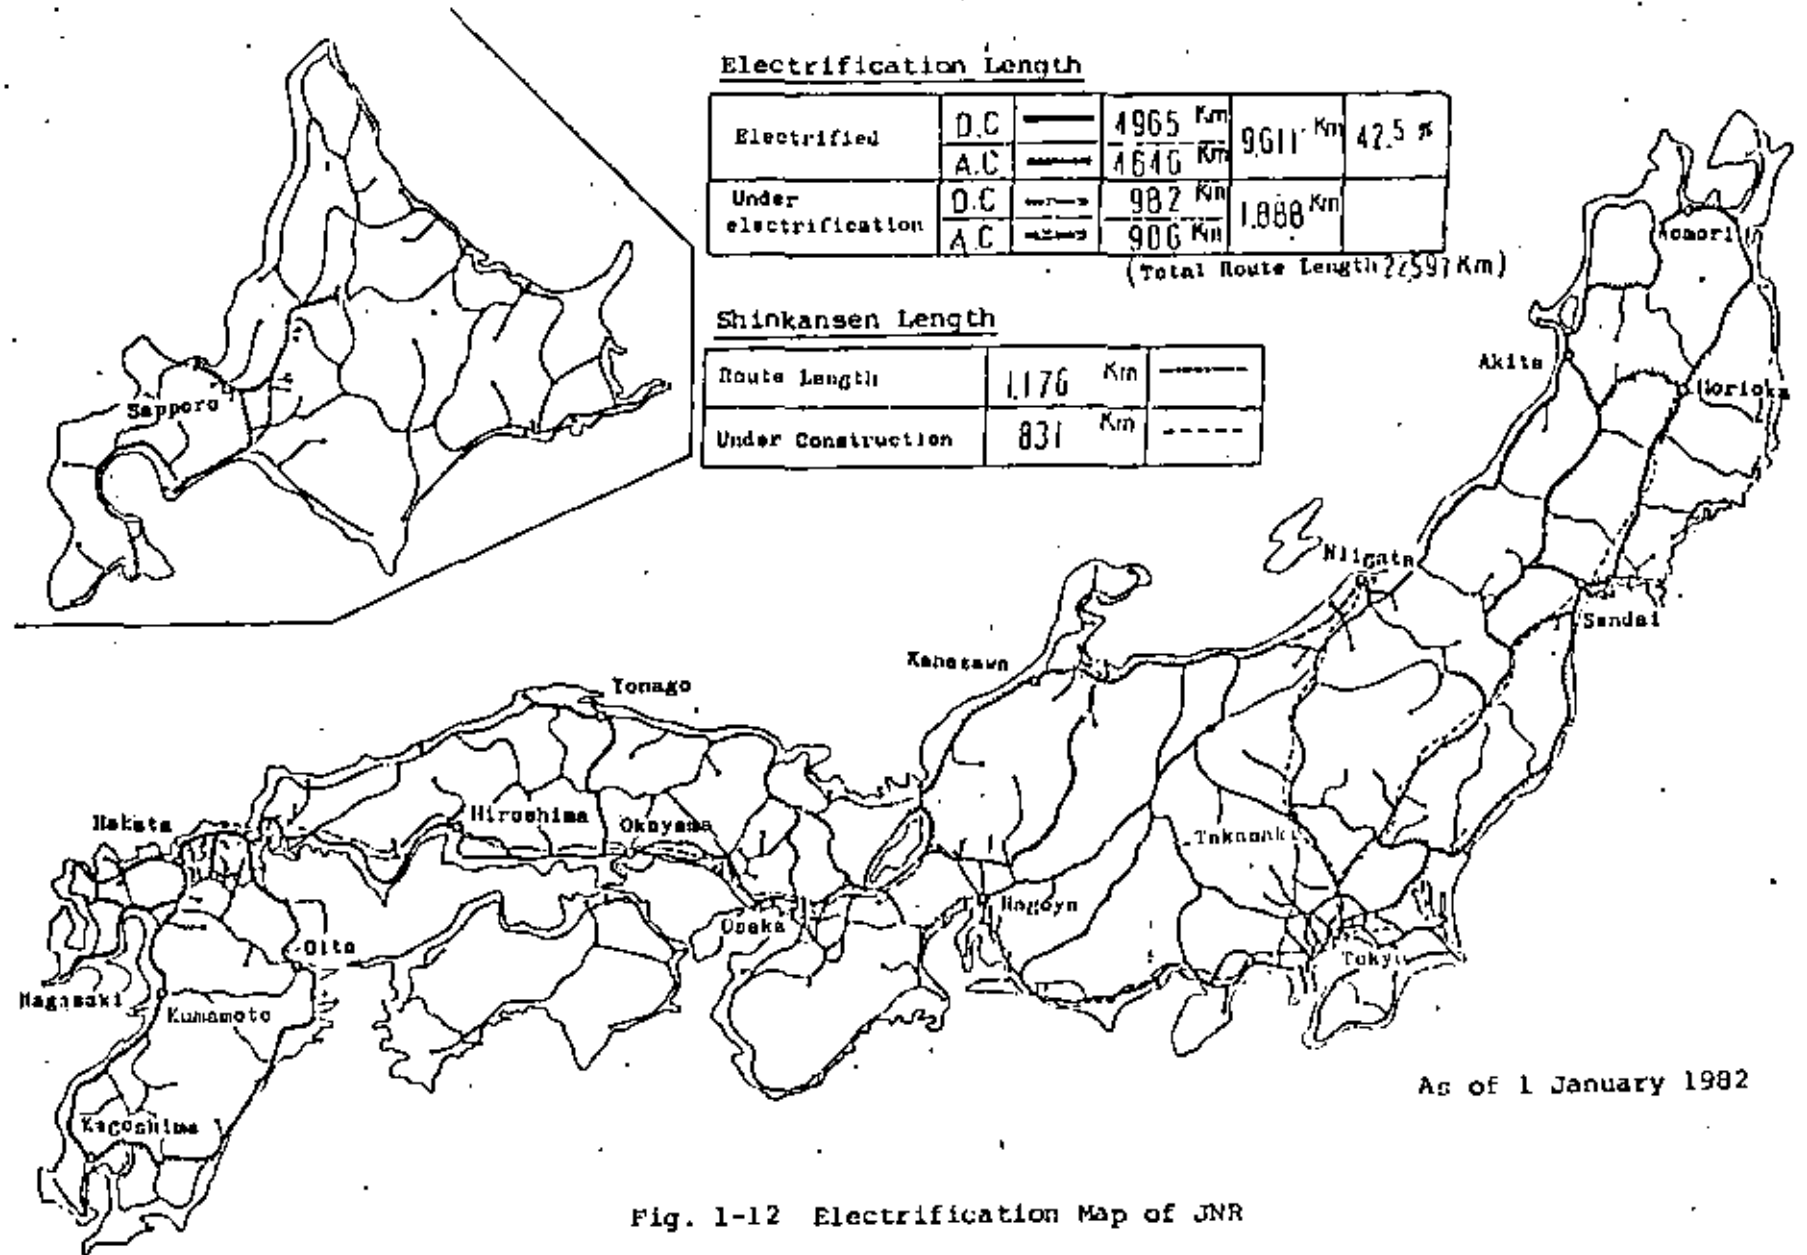 Electrification Length
Electrified D.C 4965 Km 9,611 Km 42.5 %
A.C 4646 Km
Under electrification D.C 982 Km 1,888 Km
A.C 906 Km
(Total Route Length 22597 Km)
Shinkansen Length
Route Length 1,176 Km
Under Construction 831 Km
Sapporo
Aomori
Akita
Morioka
Niigata
Sendai
Kanazawa
Yonago
Hiroshima
Okayama
Hakata
Osaka
Nagoya
Tokyo
Oita
Nagasaki
Kumamoto
Kagoshima
As of 1 January 1982
Fig. 1-12 Electrification Map of JNR